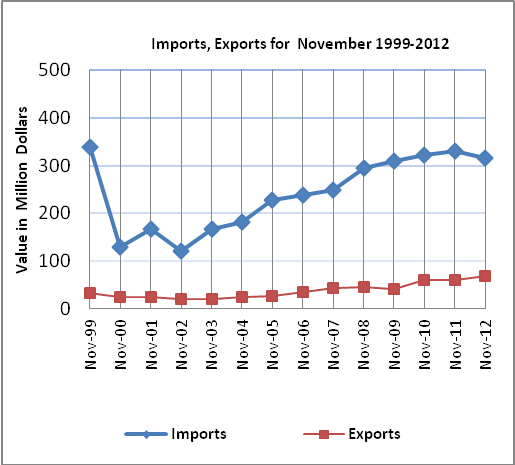 Imports, Exports for November 1999-2012
Value in Million Dollars
500
400
300
200
100
0
Nov-99
Nov-00
Nov-01
Nov-02
Nov-03
Nov-04
Nov-05
Nov-06
Nov-07
Nov-08
Nov-09
Nov-10
Nov-11
Nov-12
Imports Exports